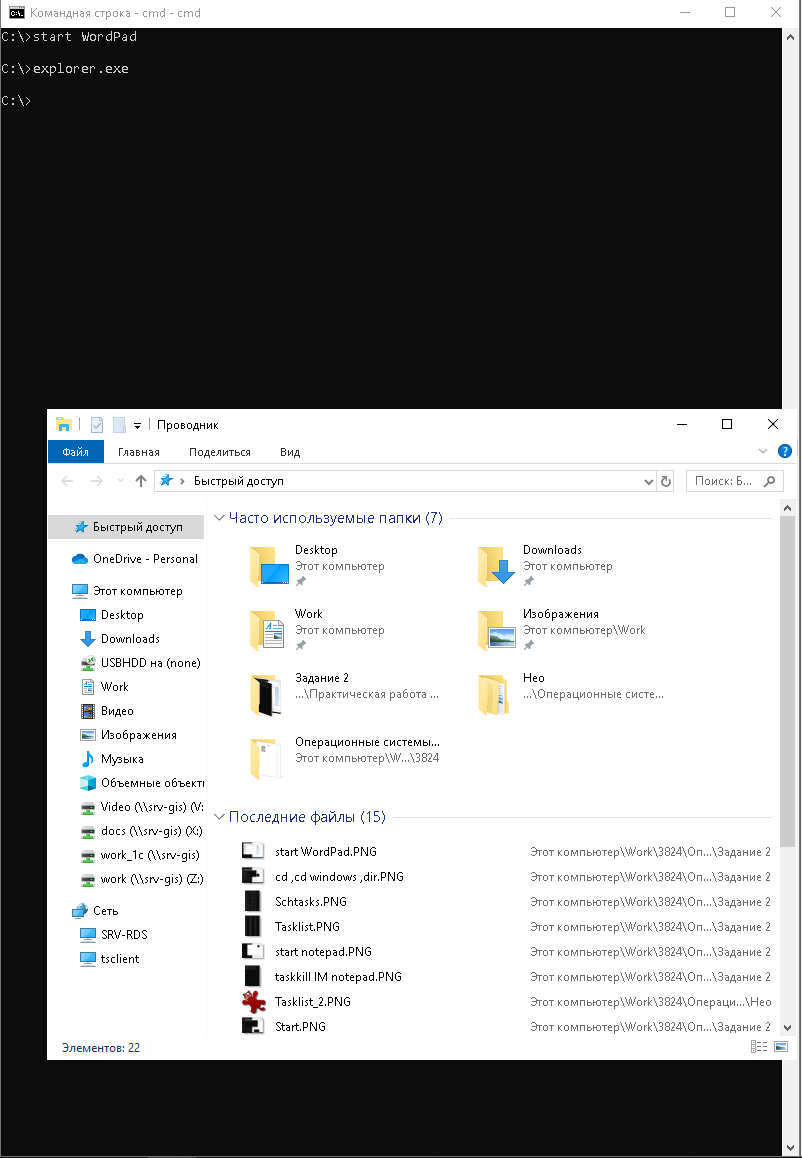 Командная строка - cmd - cmd
C:\>start WordPad
C:\>explorer.exe
C:\>
Проводник
Файл Главная Поделиться Вид
Быстрый доступ Поиск: Б...
Быстрый доступ
OneDrive - Personal
Этот компьютер
Desktop
Downloads
USBHDD на (none)
Work
Видео
Изображения
Музыка
Объемные объект
Video (\\srv-gis) (V:
docs (\\srv-gis) (X:)
work_1c (\\srv-gis)
work (\\srv-gis) (Z:)
Сеть
SRV-RDS
tsclient
Часто используемые папки (7)
Desktop
Этот компьютер
Downloads
Этот компьютер
Work
Этот компьютер
Изображения
Этот компьютер\Work
Задание 2
...\Практическая работа ...
Нео
...\Операционные систе...
Операционные системы...
Этот компьютер\W...\3824
Последние файлы (15)
start WordPad.PNG Этот компьютер\Work\3824\Оп...\Задание 2
cd ,cd windows ,dir.PNG Этот компьютер\Work\3824\Оп...\Задание 2
Schtasks.PNG Этот компьютер\Work\3824\Оп...\Задание 2
Tasklist.PNG Этот компьютер\Work\3824\Оп...\Задание 2
start notepad.PNG Этот компьютер\Work\3824\Оп...\Задание 2
taskkill IM notepad.PNG Этот компьютер\Work\3824\Оп...\Задание 2
Tasklist_2.PNG Этот компьютер\Work\3824\Операци...\Нео
Start.PNG Этот компьютер\Work\3824\Оп...\Задание 2
Элементов: 22